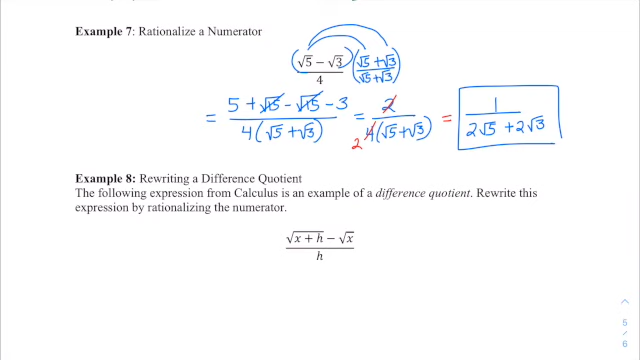 Example 7: Rationalize a Numerator
(√5 − √3)/4 (√5 + √3)/(√5 + √3)
= (5 + √15 − √15 − 3)/(4(√5 + √3)) = 2/(4(√5 + √3)) 2 = 1/(2√5 + 2√3)
Example 8: Rewriting a Difference Quotient
The following expression from Calculus is an example of a difference quotient. Rewrite this
expression by rationalizing the numerator.
(√(x + h) − √x)/h
5
/
6